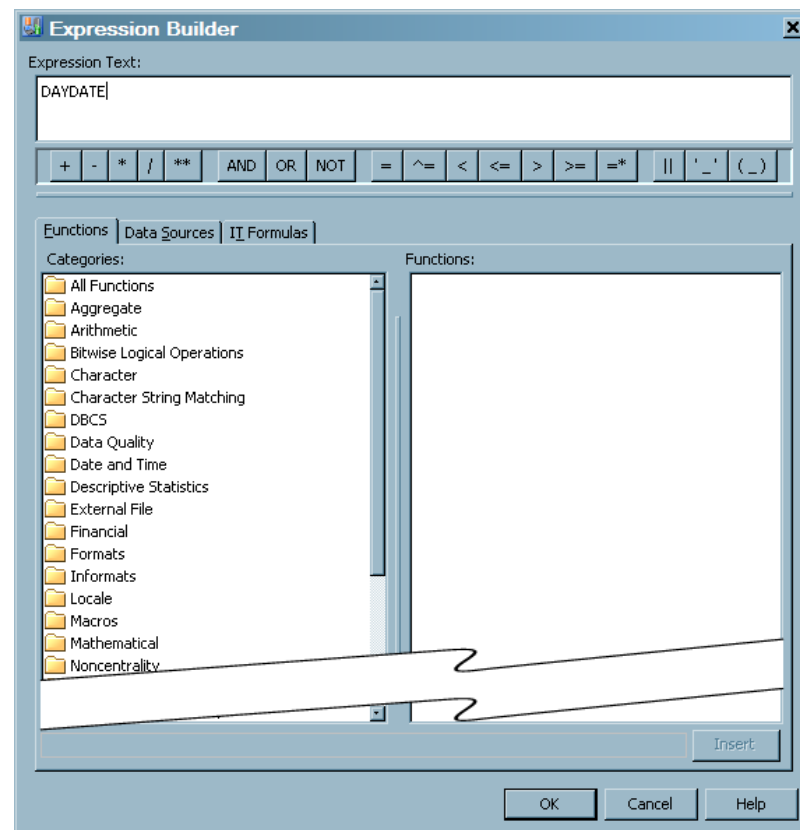 Expression Builder
Expression Text:
DAYDATE
+ - * / ** AND OR NOT = ^= < <= > >= =* || '_' (_)
Functions Data Sources IT Formulas
Categories: Functions:
All Functions
Aggregate
Arithmetic
Bitwise Logical Operations
Character
Character String Matching
DBCS
Data Quality
Date and Time
Descriptive Statistics
External File
Financial
Formats
Informats
Locale
Macros
Mathematical
Noncentrality
Insert
OK Cancel Help